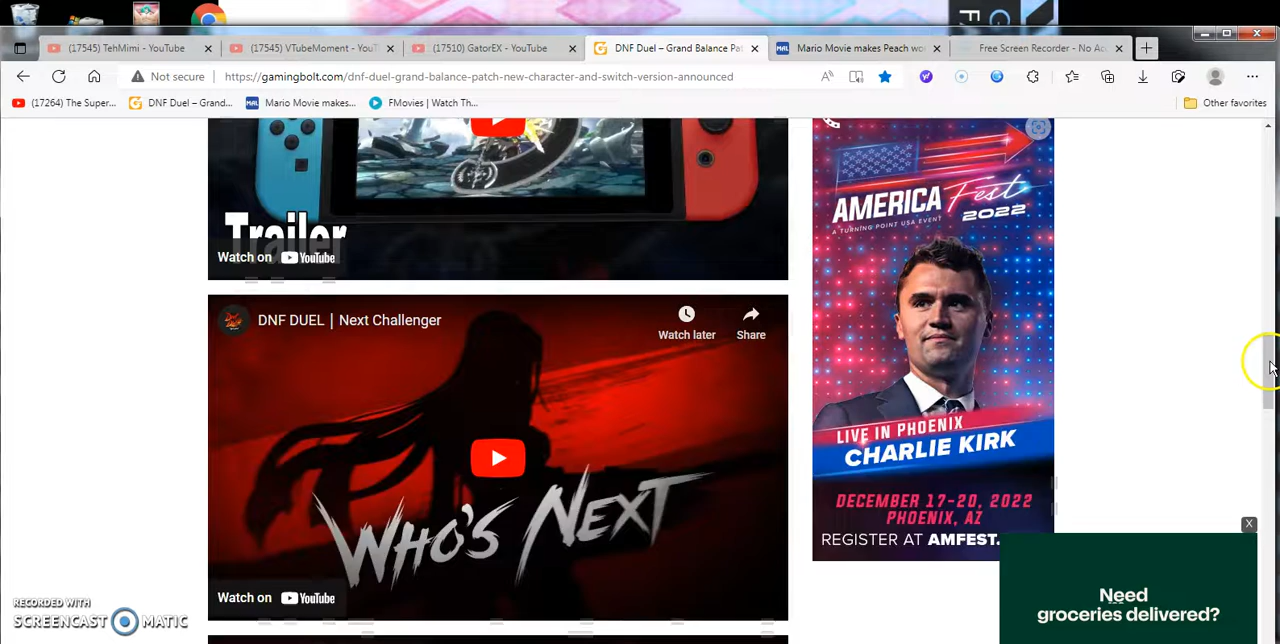 (17545) TehMimi - YouTube
(17545) VTubeMoment - YouT
(17510) GatorEX - YouTube
DNF Duel – Grand Balance Pa
Mario Movie makes Peach wo
Free Screen Recorder - No Ac
Not secure
https://gamingbolt.com/dnf-duel-grand-balance-patch-new-character-and-switch-version-announced
(17264) The Super...
DNF Duel – Grand...
Mario Movie makes...
FMovies | Watch Th...
Other favorites
Trailer
Watch on YouTube
DNF DUEL | Next Challenger
Watch later
Share
WHO'S NEXT
Watch on YouTube
AMERICA Fest
2022
A TURNING POINT USA EVENT
LIVE IN PHOENIX
CHARLIE KIRK
DECEMBER 17-20, 2022
PHOENIX, AZ
REGISTER AT AMFEST.
X
Need
groceries delivered?
RECORDED WITH
SCREENCAST MATIC